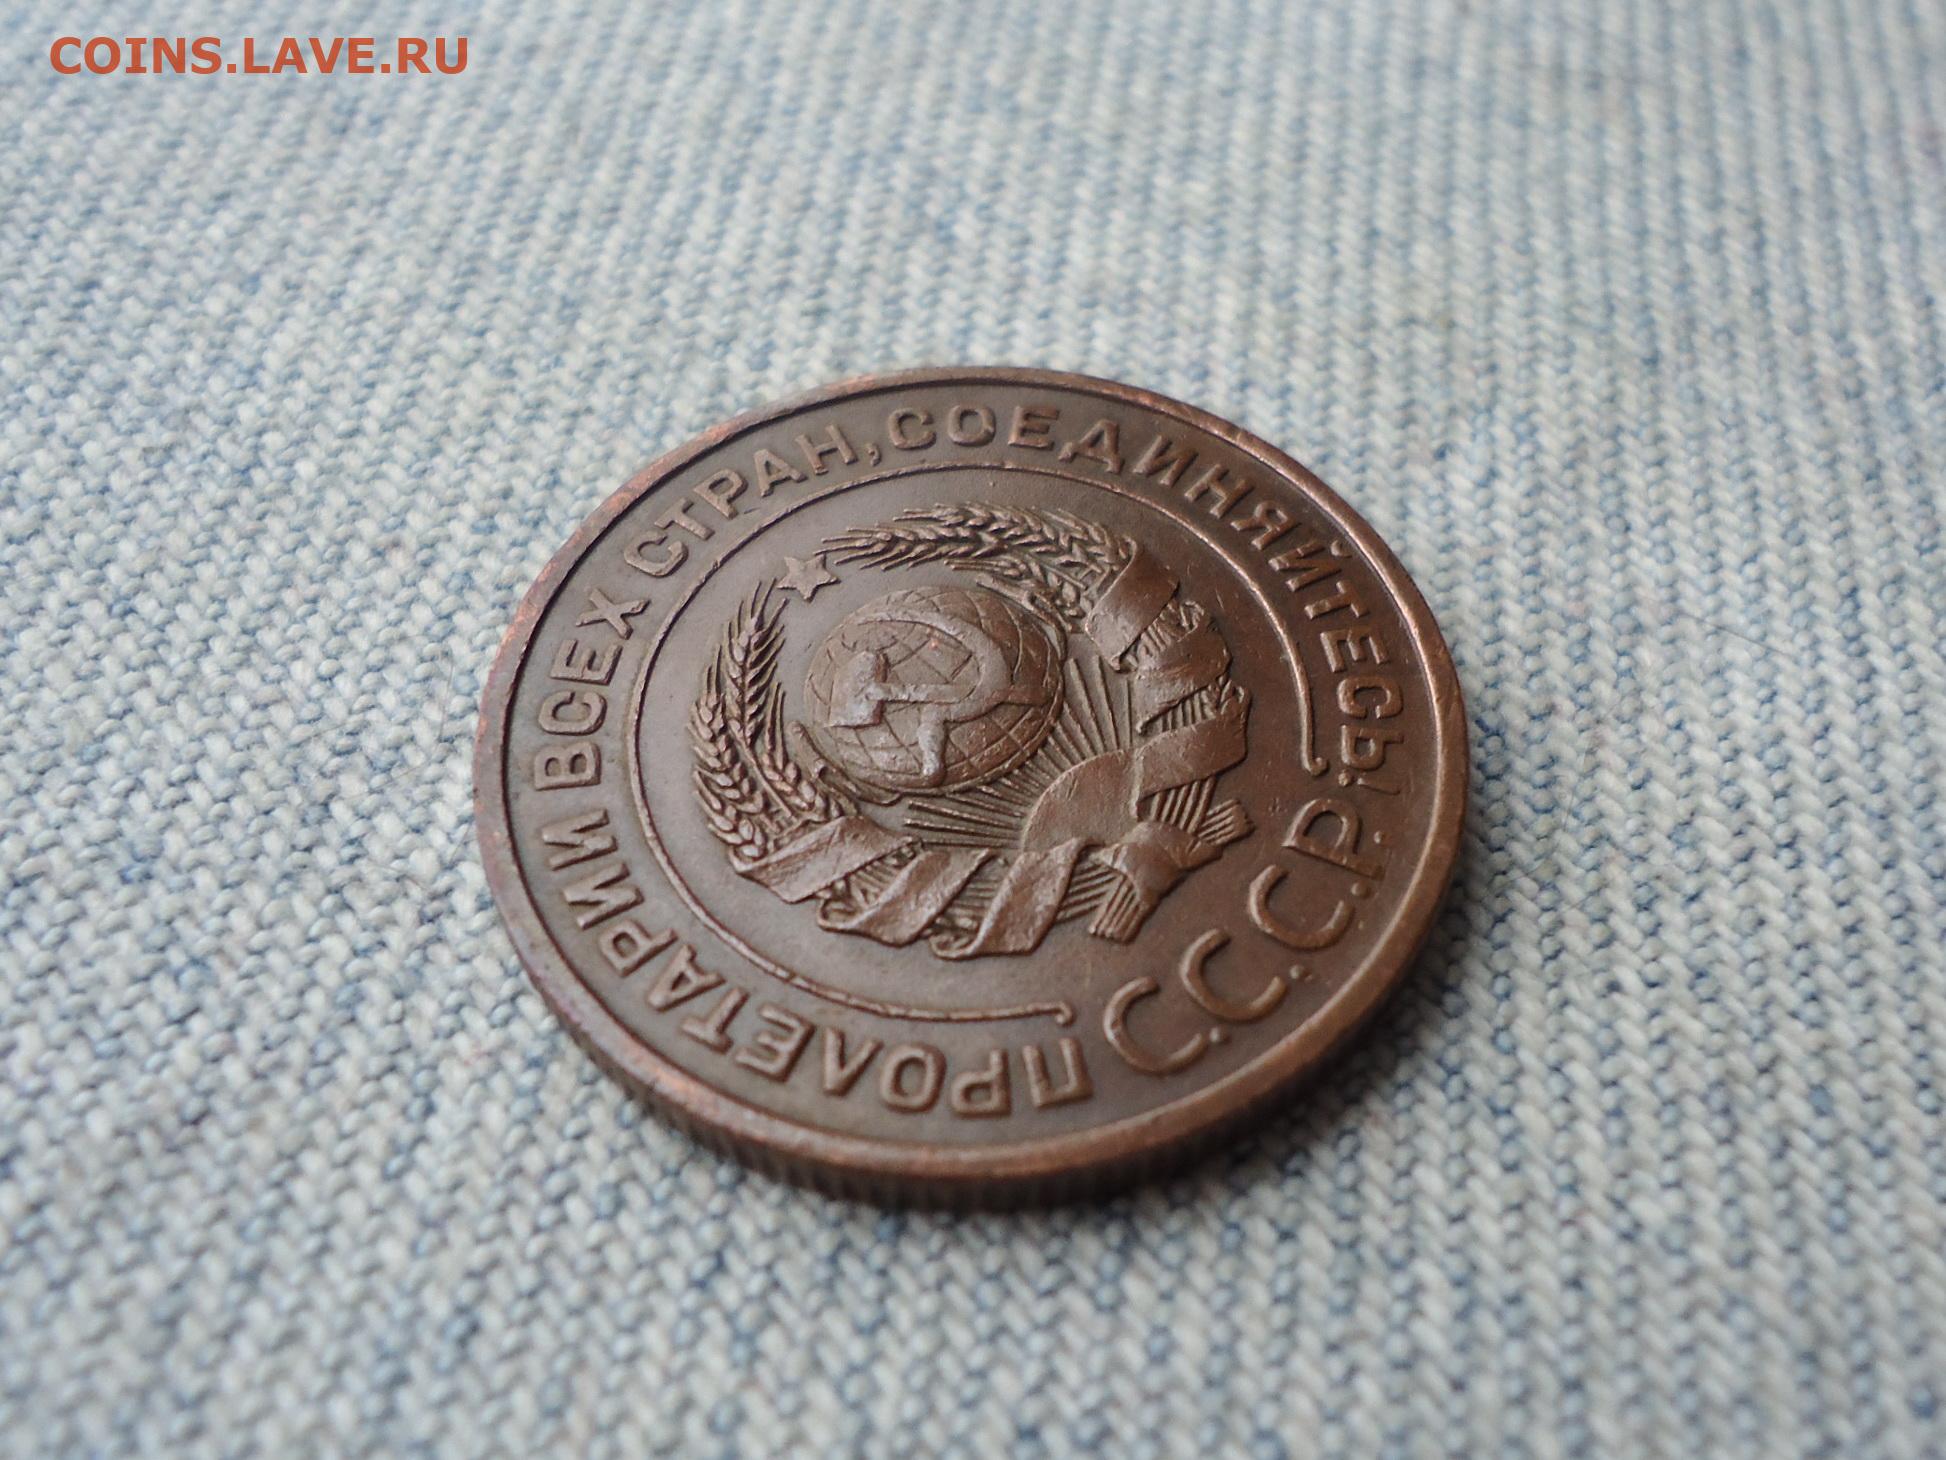 COINS.LAVE.RU
ПРОЛЕТАРИИ ВСЕХ СТРАН, СОЕДИНЯЙТЕСЬ!
С.С.С.Р.